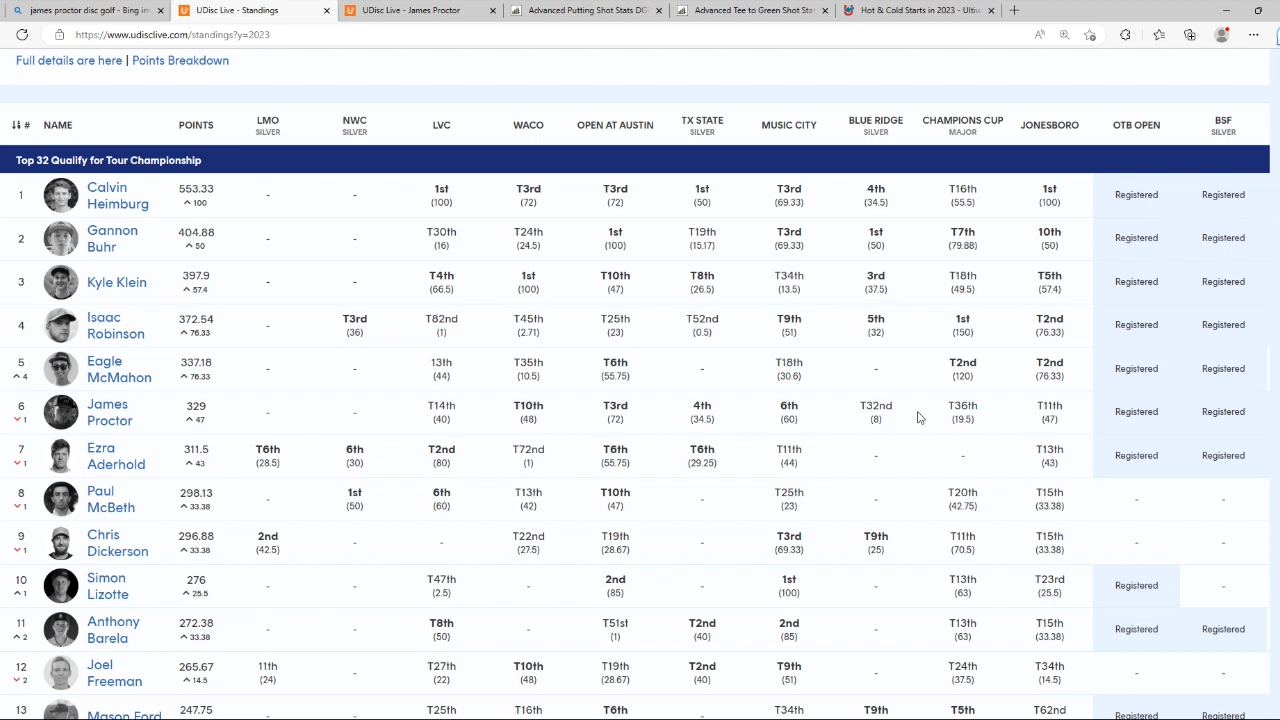 james proctor disc golf - Bing im
UDisc Live - Standings
UDisc Live - James Proctor
Advanced Putting Shot Stats DG
Advanced Tee to Green Shot Stat
Hot & Cold Starts in 2023 - Ultiw
https://www.udisclive.com/standings?y=2023
Full details are here | Points Breakdown
# NAME POINTS LMO NWC LVC WACO OPEN AT AUSTIN TX STATE MUSIC CITY BLUE RIDGE CHAMPIONS CUP JONESBORO OTB OPEN BSF
SILVER SILVER SILVER SILVER MAJOR SILVER
Top 32 Qualify for Tour Championship
1 Calvin Heimburg 553.33 - - 1st T3rd T3rd 1st T3rd 4th T16th 1st Registered Registered
100 (100) (72) (72) (50) (69.33) (34.5) (55.5) (100)
2 Gannon Buhr 404.88 - - T30th T24th 1st T19th T3rd 1st T7th 10th Registered Registered
50 (16) (24.5) (100) (15.17) (69.33) (50) (79.88) (50)
3 Kyle Klein 397.9 - - T4th 1st T10th T8th T34th 3rd T18th T5th Registered Registered
57.4 (66.5) (100) (47) (26.5) (13.5) (37.5) (49.5) (57.4)
4 Isaac Robinson 372.54 - T3rd T82nd T45th T25th T52nd T9th 5th 1st T2nd Registered Registered
76.33 (36) (1) (2.71) (23) (0.5) (51) (32) (150) (76.33)
5 Eagle McMahon 337.18 - - 13th T35th T6th - T18th - T2nd T2nd Registered Registered
4 76.33 (44) (10.5) (55.75) (30.6) (120) (76.33)
6 James Proctor 329 - - T14th T10th T3rd 4th 6th T32nd T36th T11th Registered Registered
1 47 (40) (48) (72) (34.5) (60) (8) (19.5) (47)
7 Ezra Aderhold 311.5 T6th 6th T2nd T72nd T6th T6th T11th - - T13th Registered Registered
1 43 (28.5) (30) (80) (1) (55.75) (29.25) (44) (43)
8 Paul McBeth 298.13 - 1st 6th T13th T10th - T25th - T20th T15th - -
1 33.38 (50) (60) (42) (47) (23) (42.75) (33.38)
9 Chris Dickerson 296.88 2nd - - T22nd T19th - T3rd T9th T11th T15th - -
1 33.38 (42.5) (27.5) (28.67) (69.33) (25) (70.5) (33.38)
10 Simon Lizotte 276 - - T47th - 2nd - 1st - T13th T23rd Registered -
1 25.5 (2.5) (85) (100) (63) (25.5)
11 Anthony Barela 272.38 - - T8th - T51st T2nd 2nd - T13th T15th Registered Registered
2 33.38 (50) (1) (40) (85) (63) (33.38)
12 Joel Freeman 265.67 11th - T27th T10th T19th T2nd T9th - T24th T34th - -
2 14.5 (24) (22) (48) (28.67) (40) (51) (37.5) (14.5)
13 Mason Ford 247.75 - - T25th T16th T6th - T34th T9th T5th T62nd Registered Registered